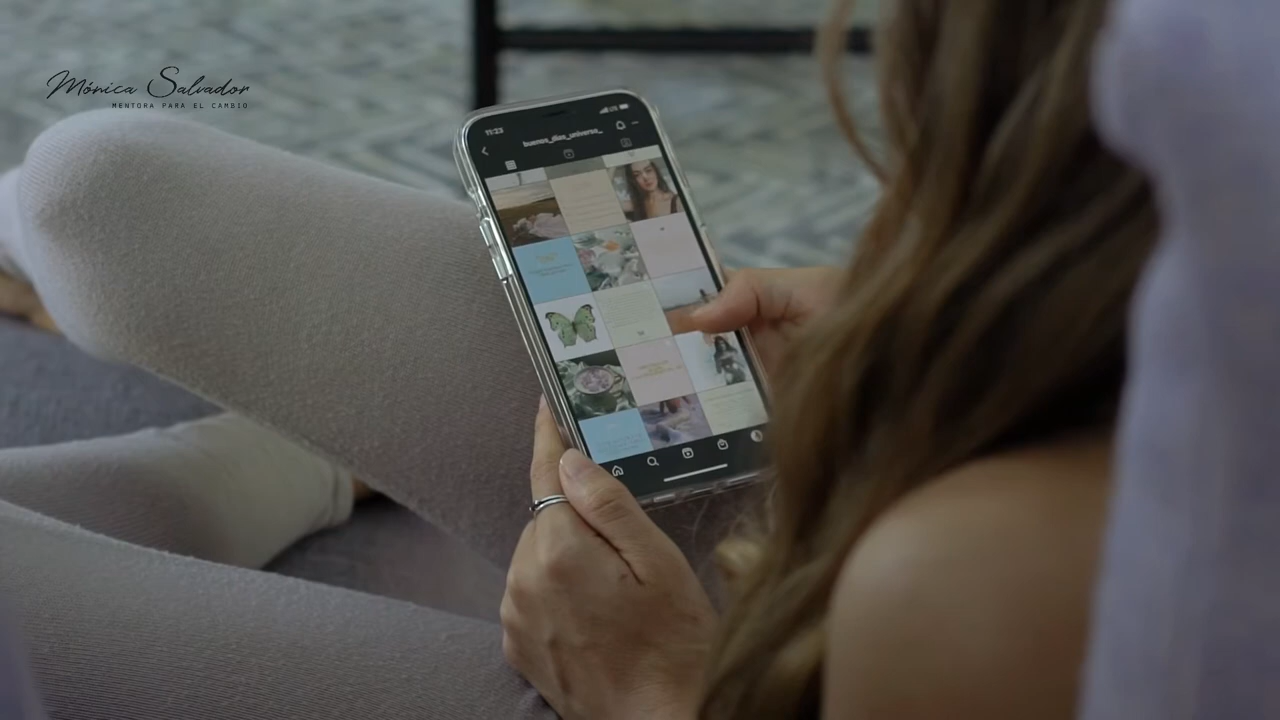 Mónica Salvador
MENTORA PARA EL CAMBIO
11:23
buenos_dias_universo_